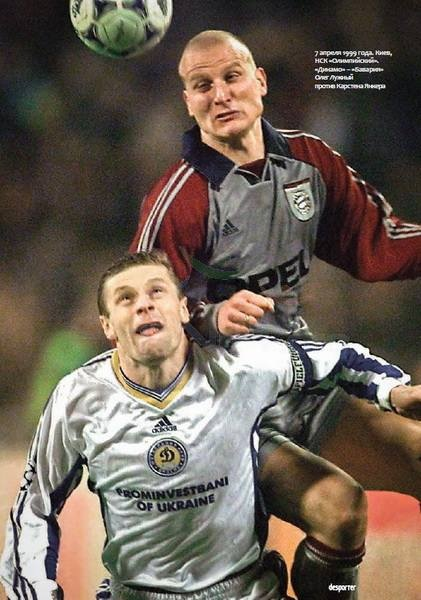 7 апреля 1999 года. Киев,
НСК «Олимпийский».
«Динамо» – «Бавария»
Олег Лужный
против Карстена Янкера
adidas
OPEL
adidas
PROMINVESTBANK
OF UKRAINE
desporter